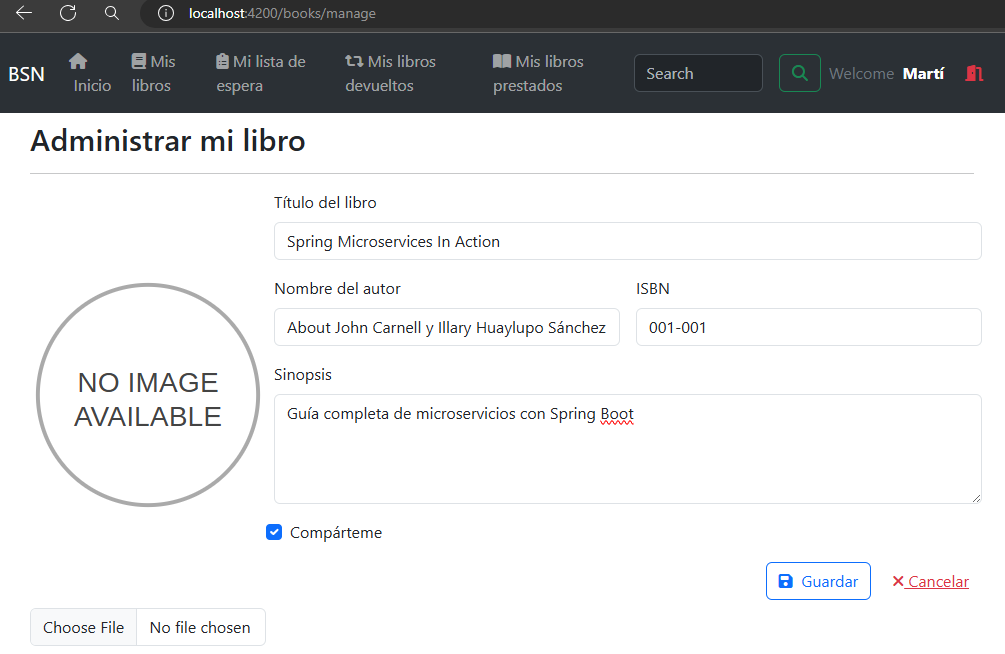 localhost:4200/books/manage
BSN
Inicio
Mis
libros
Mi lista de
espera
Mis libros
devueltos
Mis libros
prestados
Search
Welcome Martí
Administrar mi libro
Título del libro
Spring Microservices In Action
Nombre del autor
ISBN
About John Carnell y Illary Huaylupo Sánchez
001-001
NO IMAGE
AVAILABLE
Sinopsis
Guía completa de microservicios con Spring Boot
Compárteme
Guardar
Cancelar
Choose File
No file chosen